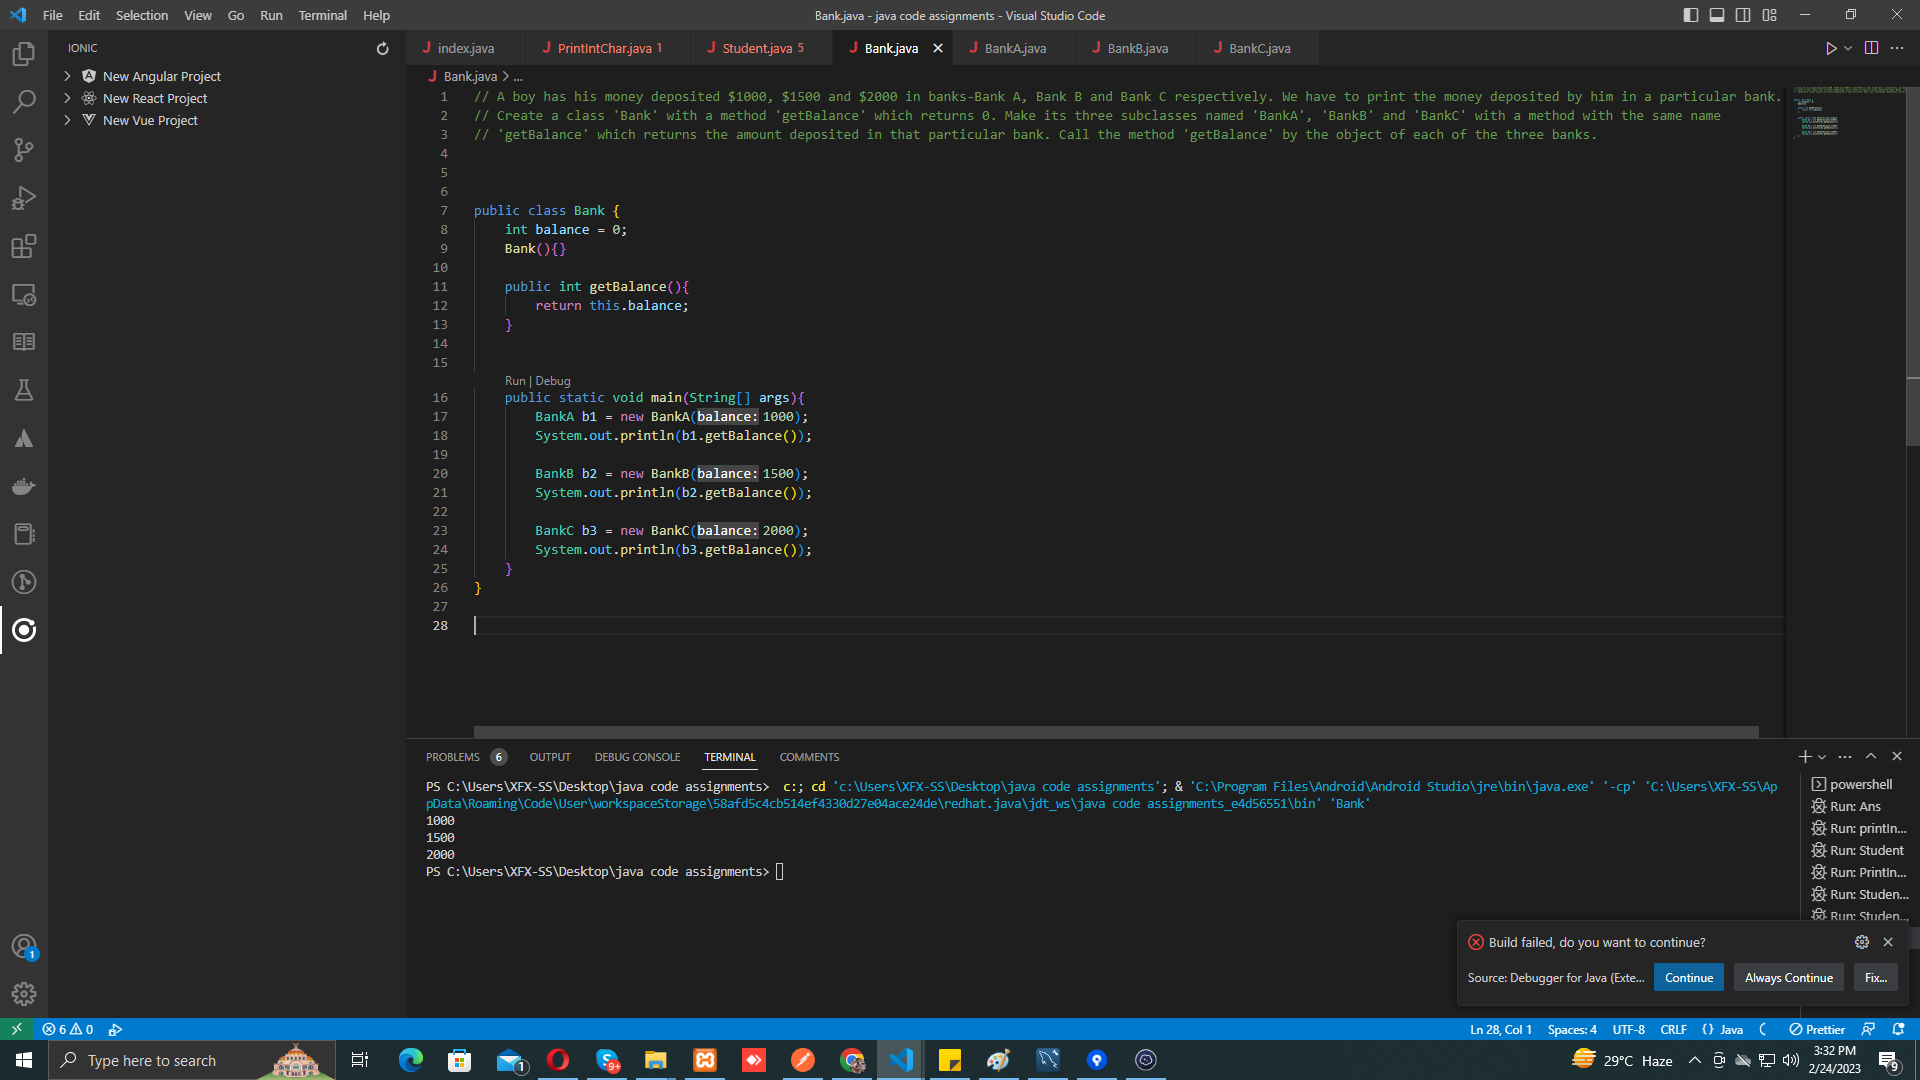 File Edit Selection View Go Run Terminal Help
Bank.java - java code assignments - Visual Studio Code
IONIC
New Angular Project
New React Project
New Vue Project
index.java PrintIntChar.java 1 Student.java 5 Bank.java BankA.java BankB.java BankC.java
Bank.java > ...
1 // A boy has his money deposited $1000, $1500 and $2000 in banks-Bank A, Bank B and Bank C respectively. We have to print the money deposited by him in a particular bank.
2 // Create a class 'Bank' with a method 'getBalance' which returns 0. Make its three subclasses named 'BankA', 'BankB' and 'BankC' with a method with the same name
3 // 'getBalance' which returns the amount deposited in that particular bank. Call the method 'getBalance' by the object of each of the three banks.
4
5
6
7 public class Bank {
8 int balance = 0;
9 Bank(){}
10
11 public int getBalance(){
12 return this.balance;
13 }
14
15
Run | Debug
16 public static void main(String[] args){
17 BankA b1 = new BankA(balance: 1000);
18 System.out.println(b1.getBalance());
19
20 BankB b2 = new BankB(balance: 1500);
21 System.out.println(b2.getBalance());
22
23 BankC b3 = new BankC(balance: 2000);
24 System.out.println(b3.getBalance());
25 }
26 }
27
28
PROBLEMS 6 OUTPUT DEBUG CONSOLE TERMINAL COMMENTS
PS C:\Users\XFX-SS\Desktop\java code assignments> c:; cd 'c:\Users\XFX-SS\Desktop\java code assignments'; & 'C:\Program Files\Android\Android Studio\jre\bin\java.exe' '-cp' 'C:\Users\XFX-SS\Ap
pData\Roaming\Code\User\workspaceStorage\58afd5c4cb514ef4330d27e04ace24de\redhat.java\jdt_ws\java code assignments_e4d56551\bin' 'Bank'
1000
1500
2000
PS C:\Users\XFX-SS\Desktop\java code assignments>
powershell
Run: Ans
Run: printIn...
Run: Student
Run: PrintIn...
Run: Studen...
Run: Studen...
Build failed, do you want to continue?
Source: Debugger for Java (Exte... Continue Always Continue Fix...
1
6 0 Ln 28, Col 1 Spaces: 4 UTF-8 CRLF {} Java Prettier
Type here to search 1 9+ 29°C Haze 3:32 PM
2/24/2023 9